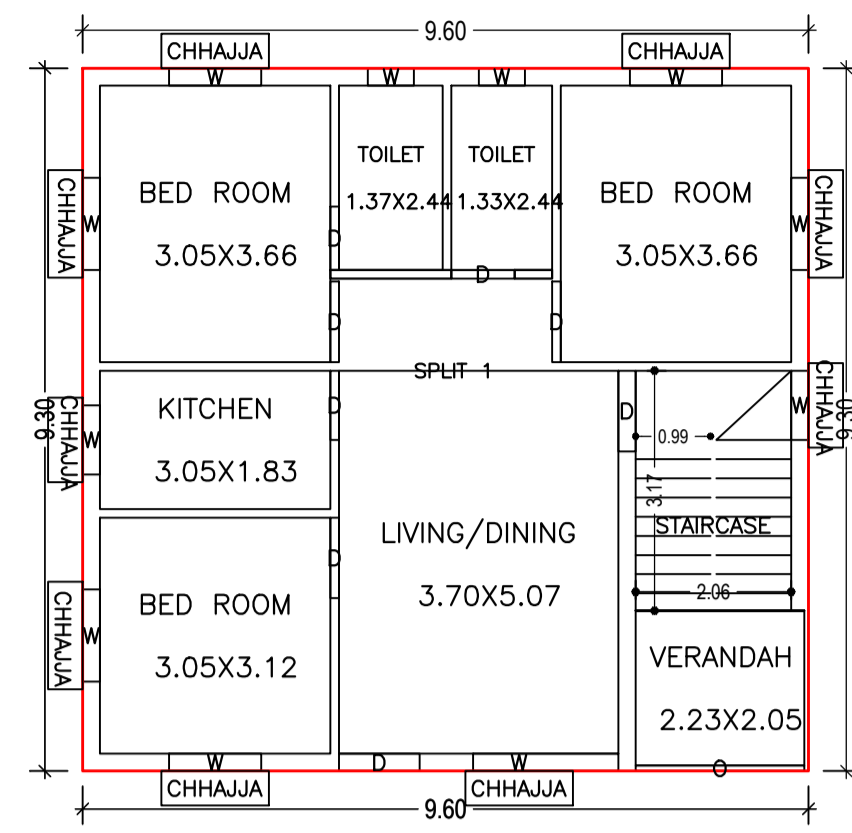 9.60
CHHAJJA
CHHAJJA
W
W
W
W
TOILET
TOILET
BED ROOM
BED ROOM
1.37X2.44
1.33X2.44
CHHAJJA
W
W
CHHAJJA
D
3.05X3.66
3.05X3.66
D
D
D
SPLIT 1
9.30
CHHAJJA
W
KITCHEN
D
D
0.99
W
CHHAJJA
9.30
3.05X1.83
3.17
STAIRCASE
LIVING/DINING
D
3.70X5.07
2.06
CHHAJJA
W
BED ROOM
VERANDAH
3.05X3.12
2.23X2.05
W
D
W
O
CHHAJJA
CHHAJJA
9.60